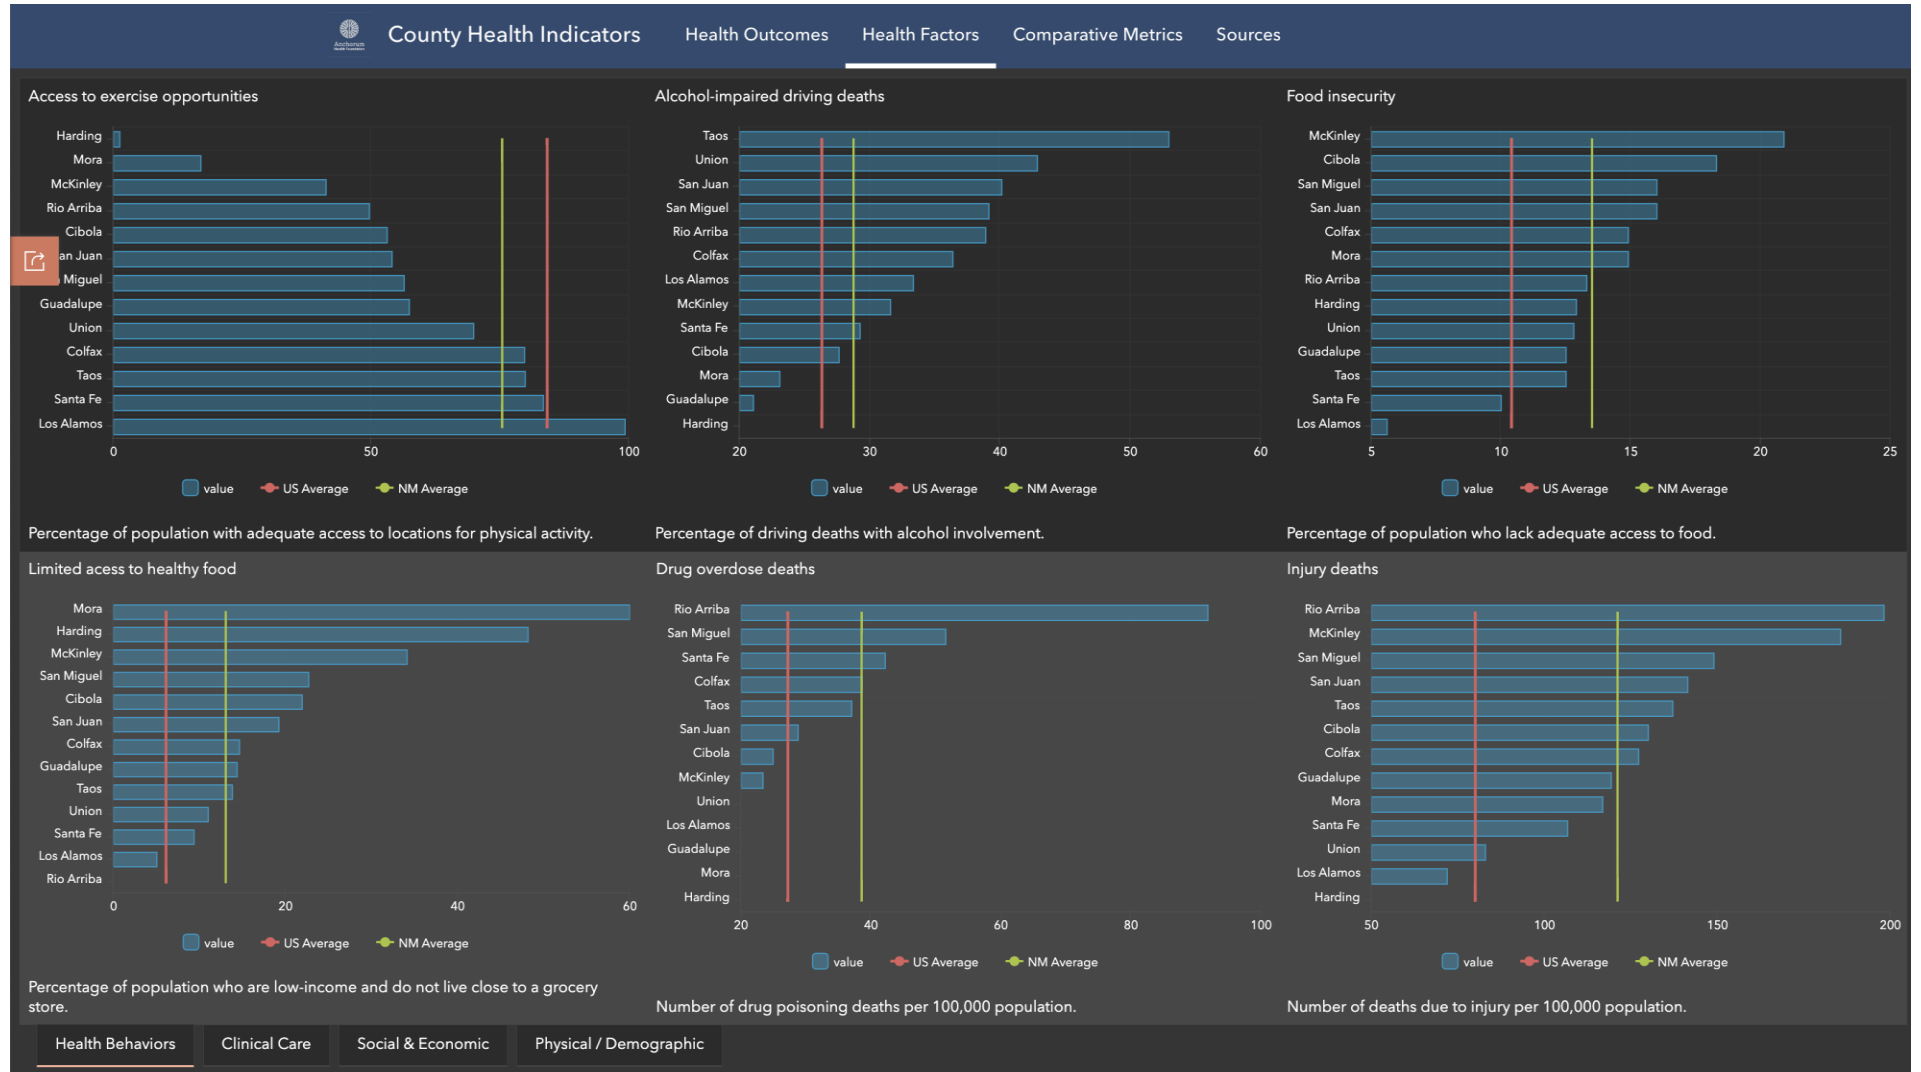 Anchorum
Health Foundation
County Health Indicators
Health Outcomes
Health Factors
Comparative Metrics
Sources
Access to exercise opportunities
Harding
Mora
McKinley
Rio Arriba
Cibola
an Juan
Miguel
Guadalupe
Union
Colfax
Taos
Santa Fe
Los Alamos
0 50 100
value US Average NM Average
Percentage of population with adequate access to locations for physical activity.
Alcohol-impaired driving deaths
Taos
Union
San Juan
San Miguel
Rio Arriba
Colfax
Los Alamos
McKinley
Santa Fe
Cibola
Mora
Guadalupe
Harding
20 30 40 50 60
value US Average NM Average
Percentage of driving deaths with alcohol involvement.
Food insecurity
McKinley
Cibola
San Miguel
San Juan
Colfax
Mora
Rio Arriba
Harding
Union
Guadalupe
Taos
Santa Fe
Los Alamos
5 10 15 20 25
value US Average NM Average
Percentage of population who lack adequate access to food.
Limited acess to healthy food
Mora
Harding
McKinley
San Miguel
Cibola
San Juan
Colfax
Guadalupe
Taos
Union
Santa Fe
Los Alamos
Rio Arriba
0 20 40 60
value US Average NM Average
Percentage of population who are low-income and do not live close to a grocery
store.
Drug overdose deaths
Rio Arriba
San Miguel
Santa Fe
Colfax
Taos
San Juan
Cibola
McKinley
Union
Los Alamos
Guadalupe
Mora
Harding
20 40 60 80 100
value US Average NM Average
Number of drug poisoning deaths per 100,000 population.
Injury deaths
Rio Arriba
McKinley
San Miguel
San Juan
Taos
Cibola
Colfax
Guadalupe
Mora
Santa Fe
Union
Los Alamos
Harding
50 100 150 200
value US Average NM Average
Number of deaths due to injury per 100,000 population.
Health Behaviors
Clinical Care
Social & Economic
Physical / Demographic